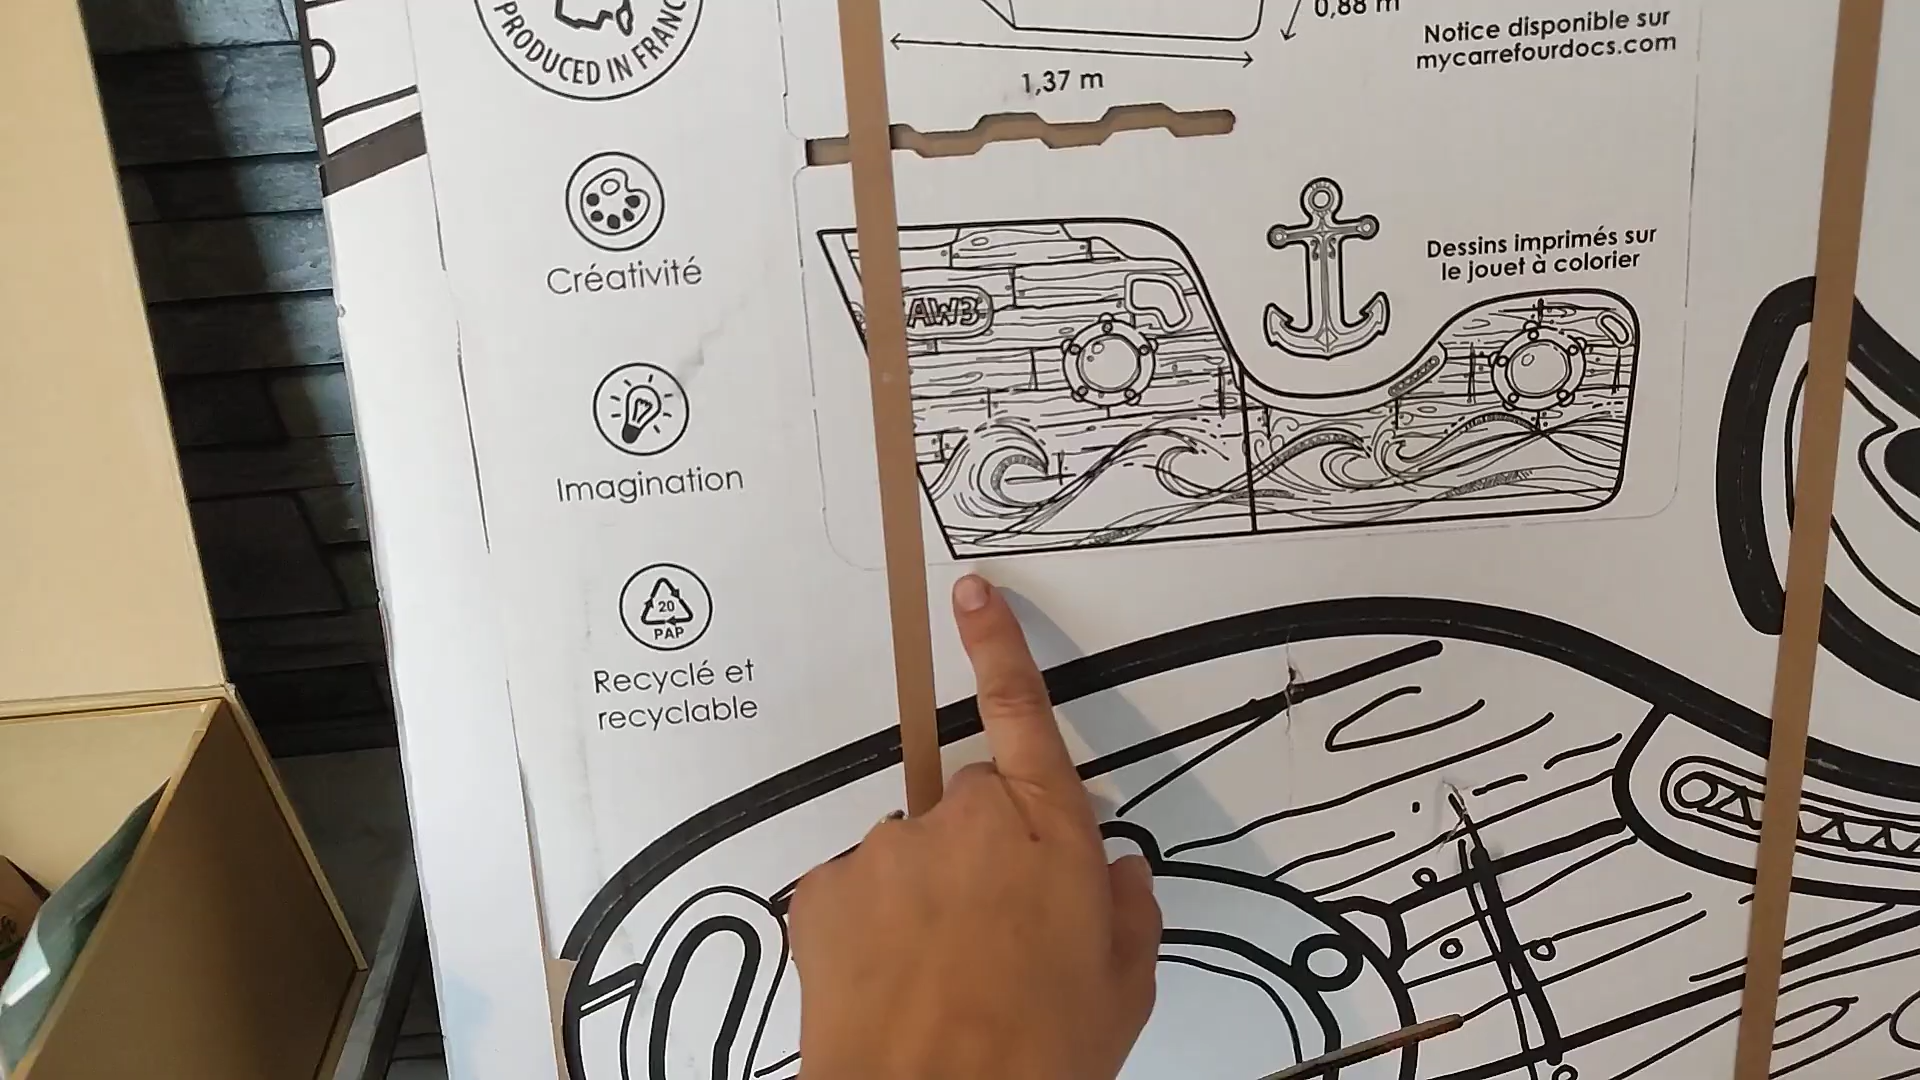 PRODUCED IN FRANC
0,88 m
Notice disponible sur
mycarrefourdocs.com
1,37 m
Créativité
Dessins imprimés sur
le jouet à colorier
AW3
Imagination
20
PAP
Recyclé et
recyclable